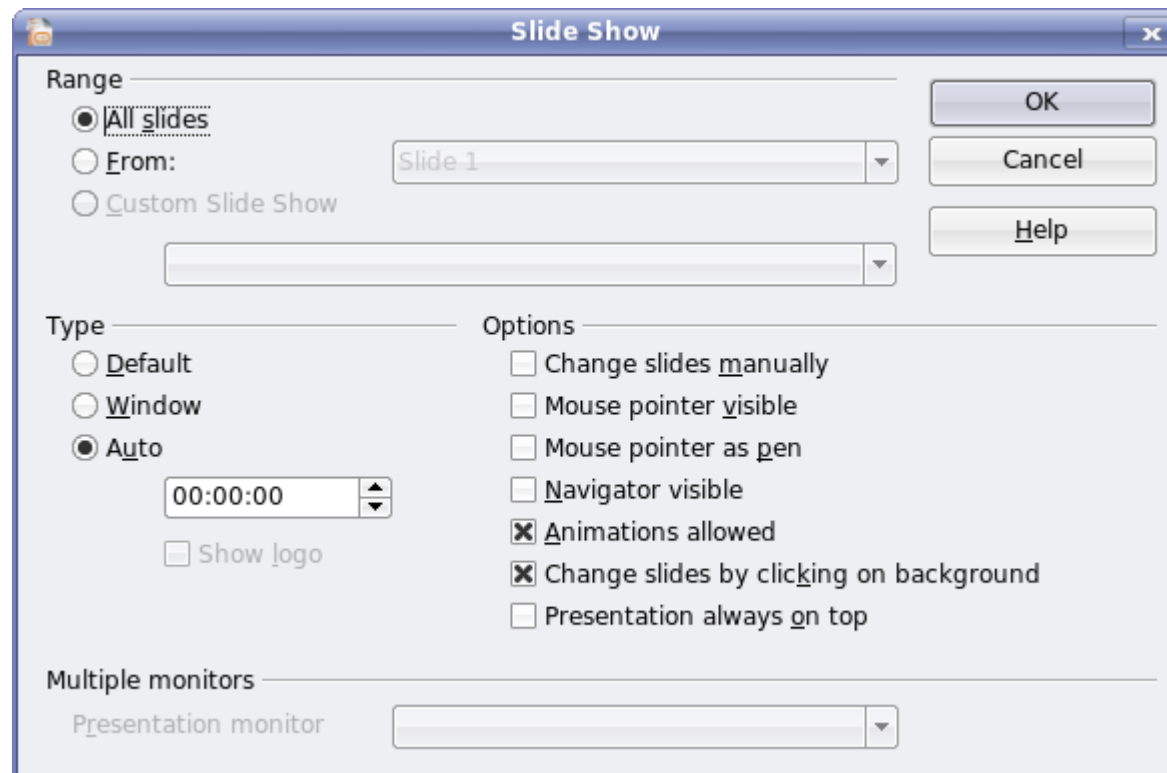 Slide Show
Range
All slides
From:
Slide 1
Custom Slide Show
OK
Cancel
Help
Type
Default
Window
Auto
00:00:00
Show logo
Options
Change slides manually
Mouse pointer visible
Mouse pointer as pen
Navigator visible
Animations allowed
Change slides by clicking on background
Presentation always on top
Multiple monitors
Presentation monitor